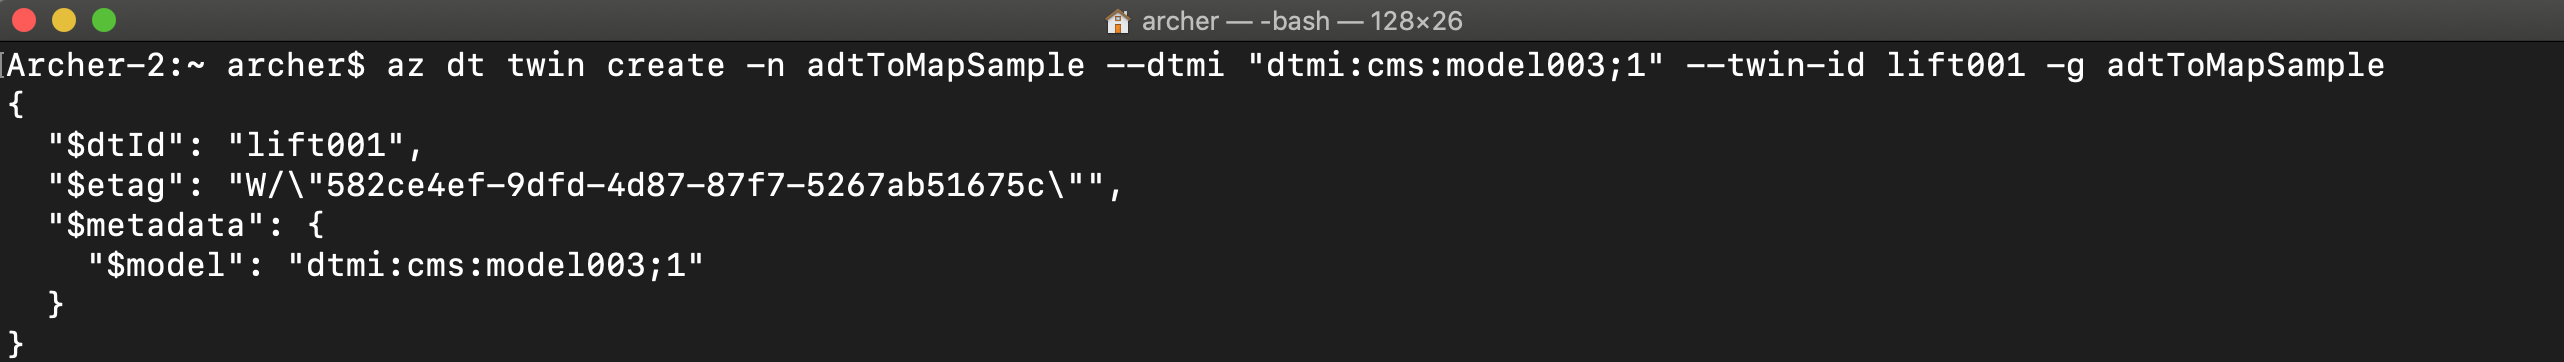 archer — -bash — 128×26
Archer-2:~ archer$ az dt twin create -n adtToMapSample --dtmi "dtmi:cms:model003;1" --twin-id lift001 -g adtToMapSample
{
  "$dtId": "lift001",
  "$etag": "W/\"582ce4ef-9dfd-4d87-87f7-5267ab51675c\"",
  "$metadata": {
    "$model": "dtmi:cms:model003;1"
  }
}